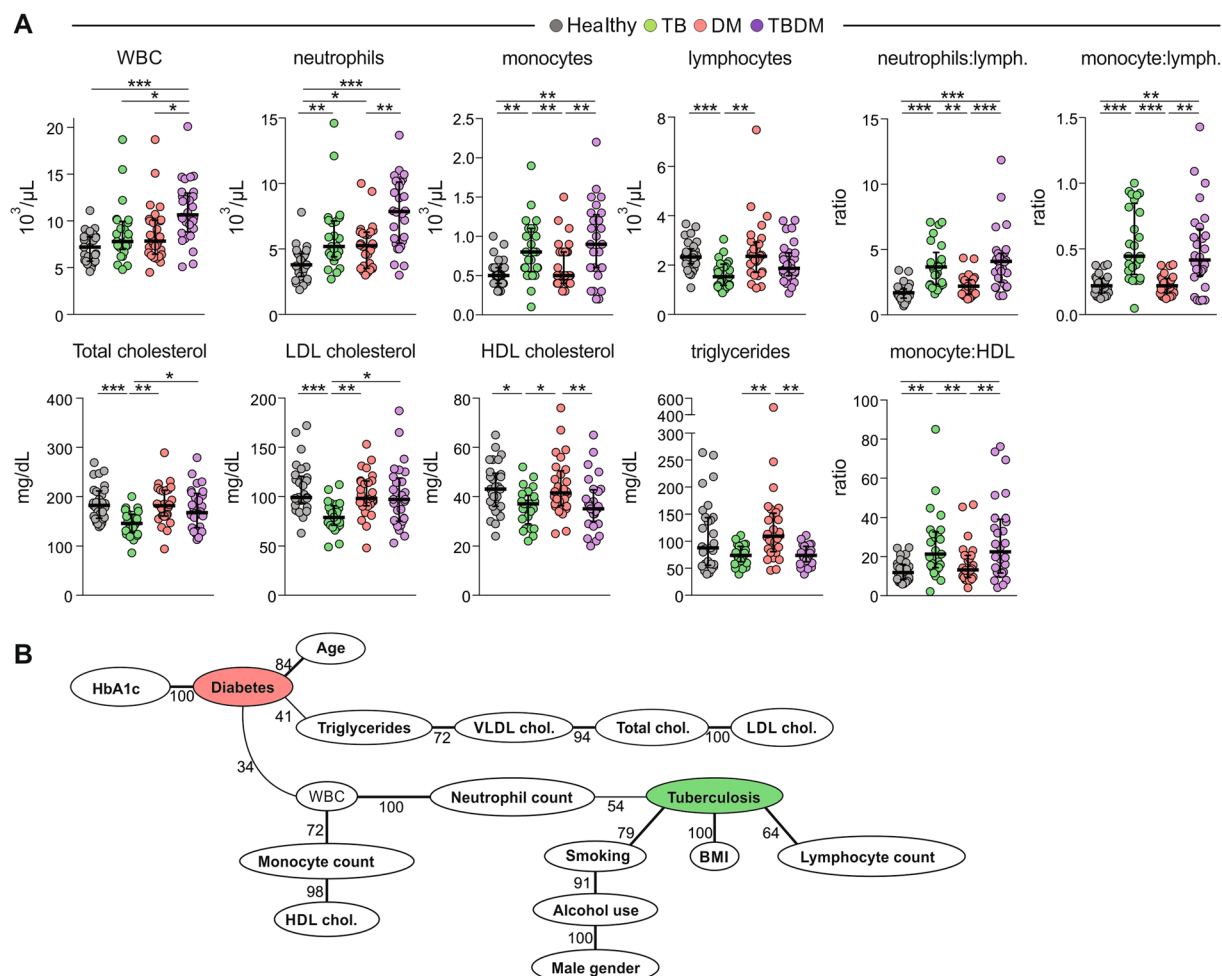 A
Healthy TB DM TBDM
WBC neutrophils monocytes lymphocytes neutrophils:lymph. monocyte:lymph.
*** * *
*** * ** **
** ** ** **
*** **
*** *** ** ***
** *** *** **
10³/µL 20 15 10 5 0
10³/µL 15 10 5 0
10³/µL 2.5 2.0 1.5 1.0 0.5 0.0
10³/µL 8 6 4 2 0
ratio 15 10 5 0
ratio 1.5 1.0 0.5 0.0
Total cholesterol LDL cholesterol HDL cholesterol triglycerides monocyte:HDL
* *** **
* *** **
* * **
** **
** ** **
mg/dL 400 300 200 100 0
mg/dL 200 150 100 50 0
mg/dL 80 60 40 20 0
mg/dL 600 400 300 200 150 100 50 0
ratio 100 80 60 40 20 0
B
Age
84
HbA1c 100 Diabetes
41
Triglycerides 72 VLDL chol. 94 Total chol. 100 LDL chol.
34
WBC 100 Neutrophil count 54 Tuberculosis
72 79 100 64
Monocyte count Smoking BMI Lymphocyte count
98 91
HDL chol. Alcohol use
100
Male gender